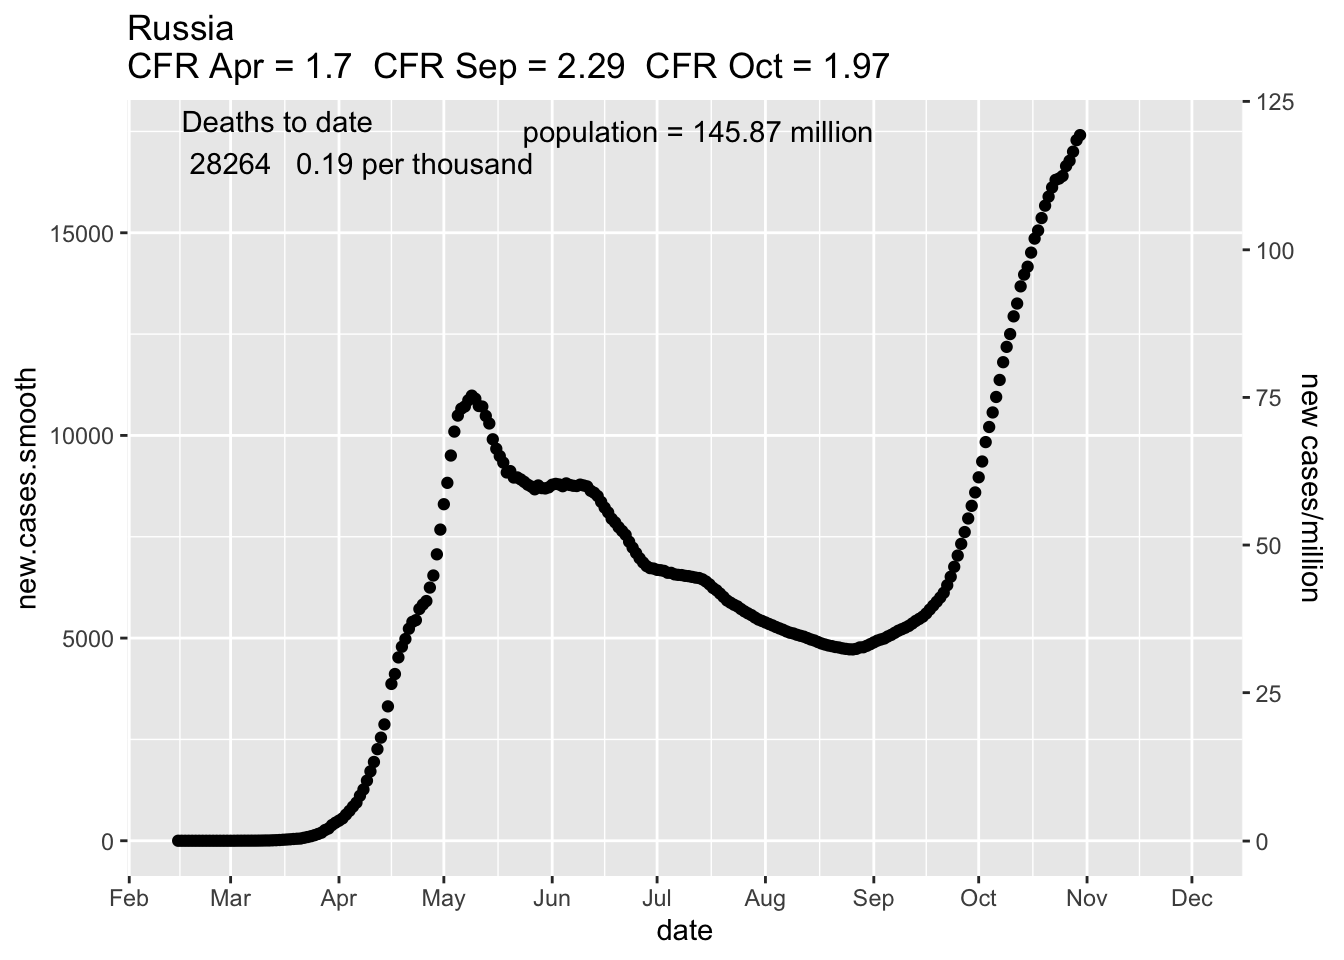 Russia
CFR Apr = 1.7  CFR Sep = 2.29  CFR Oct = 1.97
Deaths to date
28264   0.19 per thousand
population = 145.87 million
new.cases.smooth
15000
10000
5000
0
125
100
75
50
25
0
new cases/million
Feb Mar Apr May Jun Jul Aug Sep Oct Nov Dec
date